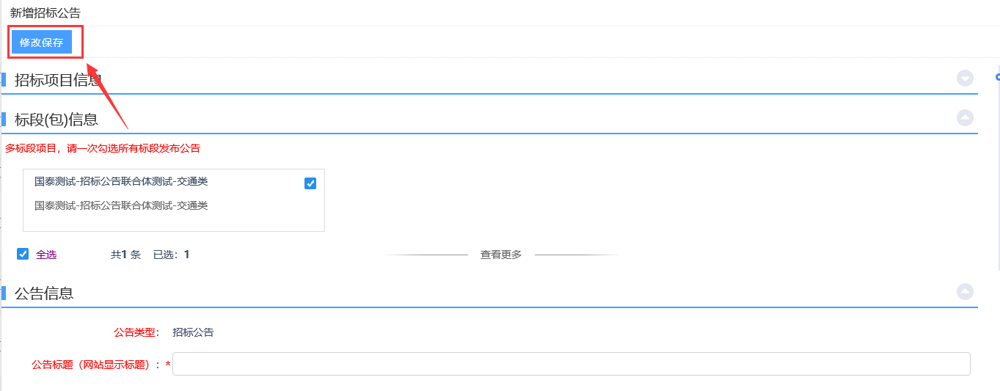 新增招标公告
修改保存
招标项目信息
标段(包)信息
多标段项目，请一次勾选所有标段发布公告
国泰测试-招标公告联合体测试-交通类
国泰测试-招标公告联合体测试-交通类
全选 共1 条 已选：1 查看更多
公告信息
公告类型： 招标公告
公告标题（网站显示标题）：*